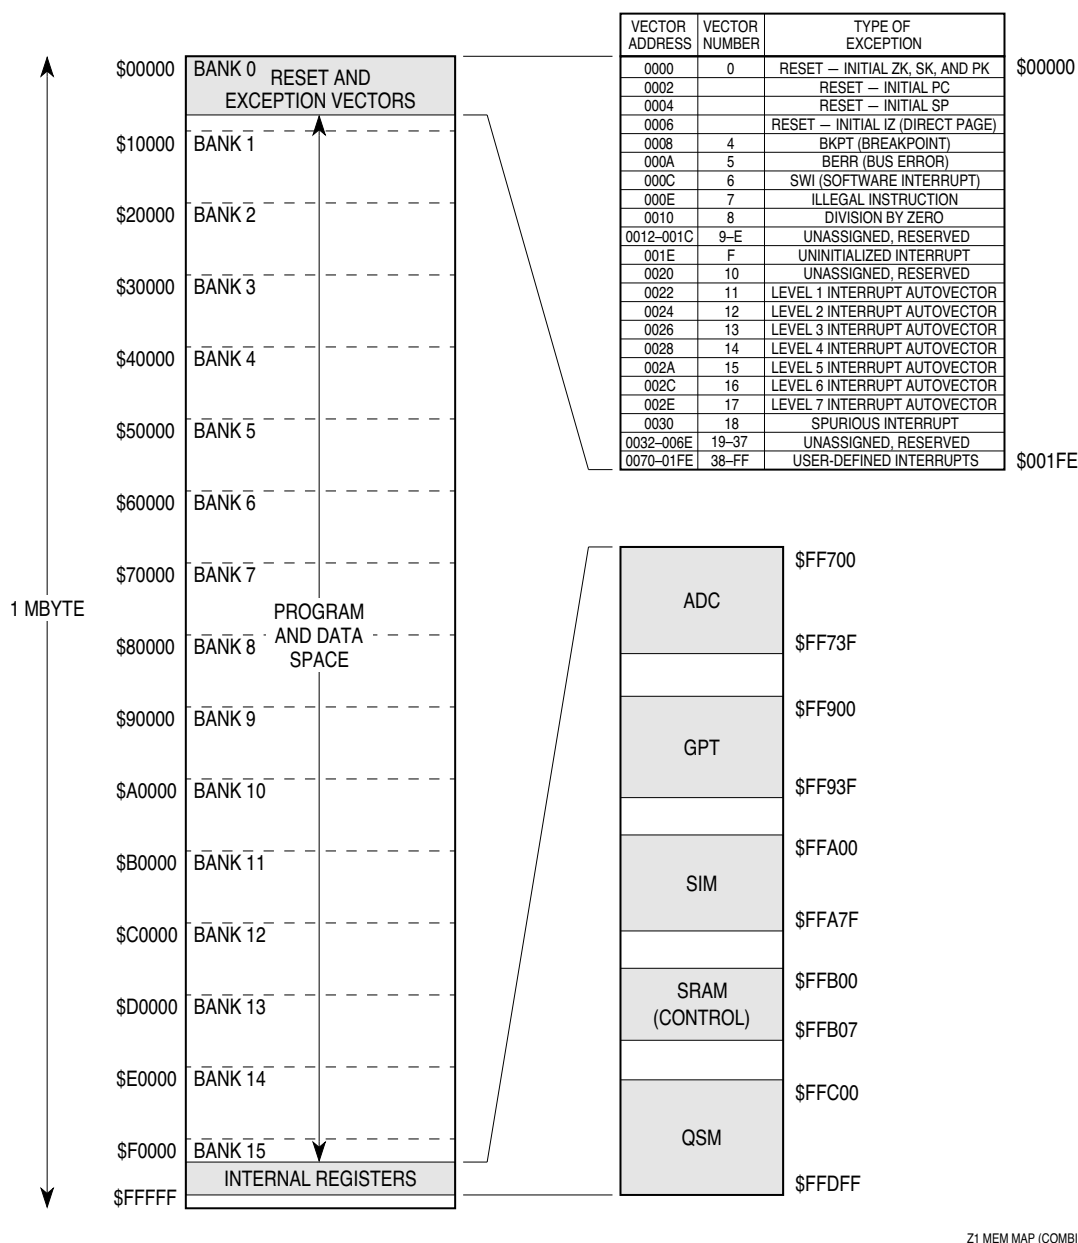 VECTOR ADDRESS VECTOR NUMBER TYPE OF EXCEPTION
0000 0 RESET — INITIAL ZK, SK, AND PK
0002 RESET — INITIAL PC
0004 RESET — INITIAL SP
0006 RESET — INITIAL IZ (DIRECT PAGE)
0008 4 BKPT (BREAKPOINT)
000A 5 BERR (BUS ERROR)
000C 6 SWI (SOFTWARE INTERRUPT)
000E 7 ILLEGAL INSTRUCTION
0010 8 DIVISION BY ZERO
0012–001C 9–E UNASSIGNED, RESERVED
001E F UNINITIALIZED INTERRUPT
0020 10 UNASSIGNED, RESERVED
0022 11 LEVEL 1 INTERRUPT AUTOVECTOR
0024 12 LEVEL 2 INTERRUPT AUTOVECTOR
0026 13 LEVEL 3 INTERRUPT AUTOVECTOR
0028 14 LEVEL 4 INTERRUPT AUTOVECTOR
002A 15 LEVEL 5 INTERRUPT AUTOVECTOR
002C 16 LEVEL 6 INTERRUPT AUTOVECTOR
002E 17 LEVEL 7 INTERRUPT AUTOVECTOR
0030 18 SPURIOUS INTERRUPT
0032–006E 19–37 UNASSIGNED, RESERVED
0070–01FE 38–FF USER-DEFINED INTERRUPTS
$00000
$001FE
1 MBYTE
$00000 BANK 0
RESET AND
EXCEPTION VECTORS
$10000 BANK 1
$20000 BANK 2
$30000 BANK 3
$40000 BANK 4
$50000 BANK 5
$60000 BANK 6
$70000 BANK 7
PROGRAM
AND DATA
SPACE
$80000 BANK 8
$90000 BANK 9
$A0000 BANK 10
$B0000 BANK 11
$C0000 BANK 12
$D0000 BANK 13
$E0000 BANK 14
$F0000 BANK 15
INTERNAL REGISTERS
$FFFFF
$FF700
ADC
$FF73F
$FF900
GPT
$FF93F
$FFA00
SIM
$FFA7F
$FFB00
SRAM
(CONTROL)
$FFB07
$FFC00
QSM
$FFDFF
Z1 MEM MAP (COMBI